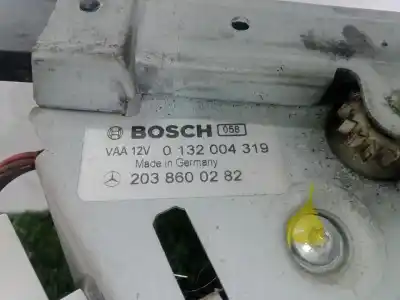 BOSCH 058
VAA 12V 0 132 004 319
Made in Germany
203 860 02 82